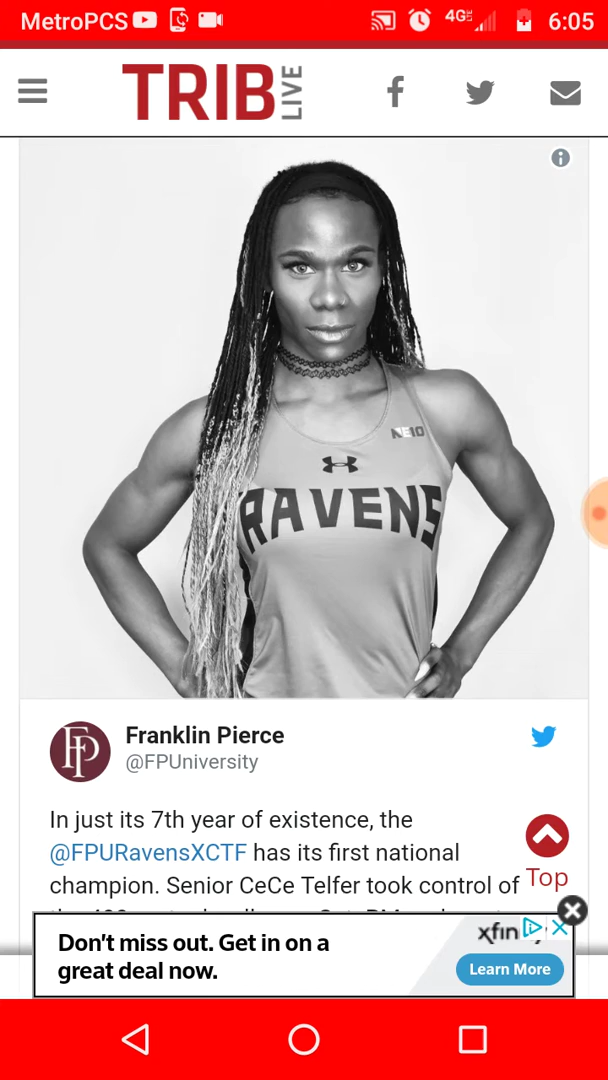 MetroPCS
4G
6:05
TRIB
LIVE
NE10
RAVENS
Franklin Pierce
@FPUniversity
In just its 7th year of existence, the
@FPURavensXCTF has its first national
champion. Senior CeCe Telfer took control of
Top
Don't miss out. Get in on a
great deal now.
xfin
Learn More